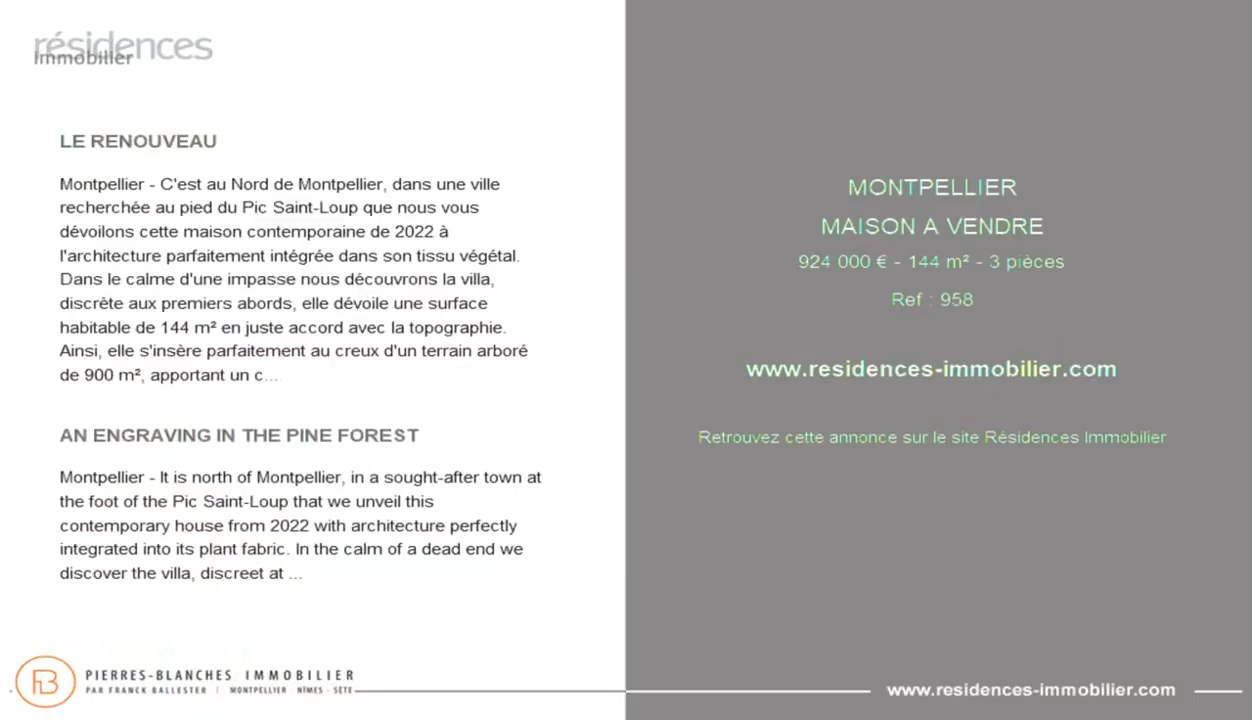 résidences
immobilier
LE RENOUVEAU
Montpellier - C'est au Nord de Montpellier, dans une ville
recherchée au pied du Pic Saint-Loup que nous vous
dévoilons cette maison contemporaine de 2022 à
l'architecture parfaitement intégrée dans son tissu végétal.
Dans le calme d'une impasse nous découvrons la villa,
discrète aux premiers abords, elle dévoile une surface
habitable de 144 m² en juste accord avec la topographie.
Ainsi, elle s'insère parfaitement au creux d'un terrain arboré
de 900 m², apportant un c...
AN ENGRAVING IN THE PINE FOREST
Montpellier - It is north of Montpellier, in a sought-after town at
the foot of the Pic Saint-Loup that we unveil this
contemporary house from 2022 with architecture perfectly
integrated into its plant fabric. In the calm of a dead end we
discover the villa, discreet at ...
PIERRES-BLANCHES IMMOBILIER
PAR FRANCK BALLESTER | MONTPELLIER · NÎMES · SÈTE
MONTPELLIER
MAISON A VENDRE
924 000 € - 144 m² - 3 pièces
Ref : 958
www.residences-immobilier.com
Retrouvez cette annonce sur le site Résidences Immobilier
www.residences-immobilier.com